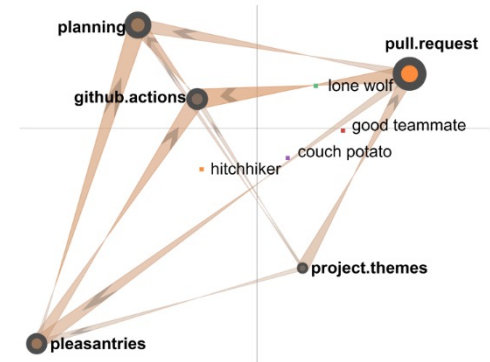 planning
pull.request
lone wolf
github.actions
good teammate
couch potato
hitchhiker
project.themes
pleasantries